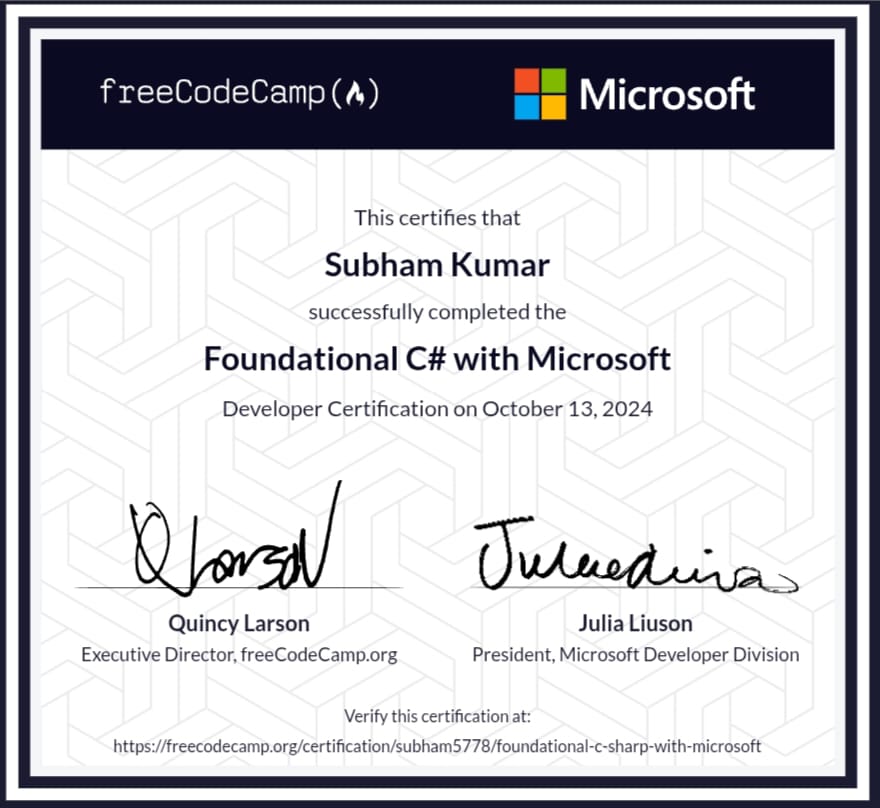 freeCodeCamp(🔥) Microsoft
This certifies that
Subham Kumar
successfully completed the
Foundational C# with Microsoft
Developer Certification on October 13, 2024
Quincy Larson Julia Liuson
Executive Director, freeCodeCamp.org President, Microsoft Developer Division
Verify this certification at:
https://freecodecamp.org/certification/subham5778/foundational-c-sharp-with-microsoft